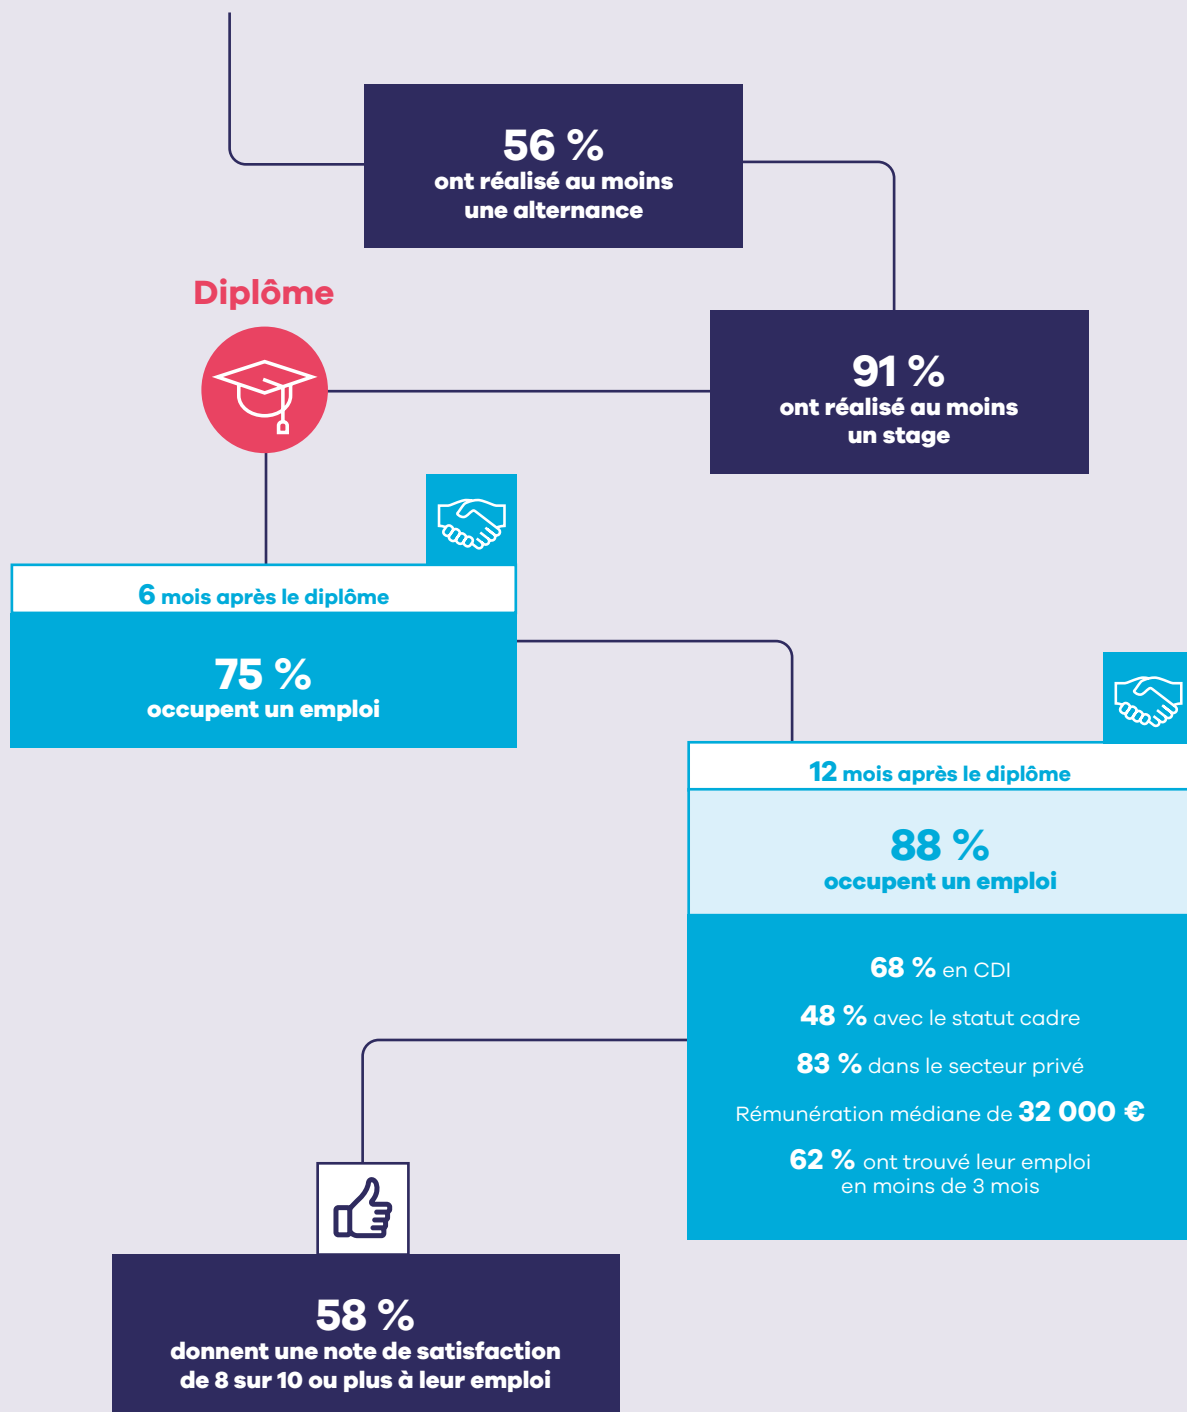 56 %
ont réalisé au moins
une alternance
Diplôme
91 %
ont réalisé au moins
un stage
6 mois après le diplôme
75 %
occupent un emploi
12 mois après le diplôme
88 %
occupent un emploi
68 % en CDI
48 % avec le statut cadre
83 % dans le secteur privé
Rémunération médiane de 32 000 €
62 % ont trouvé leur emploi
en moins de 3 mois
58 %
donnent une note de satisfaction
de 8 sur 10 ou plus à leur emploi